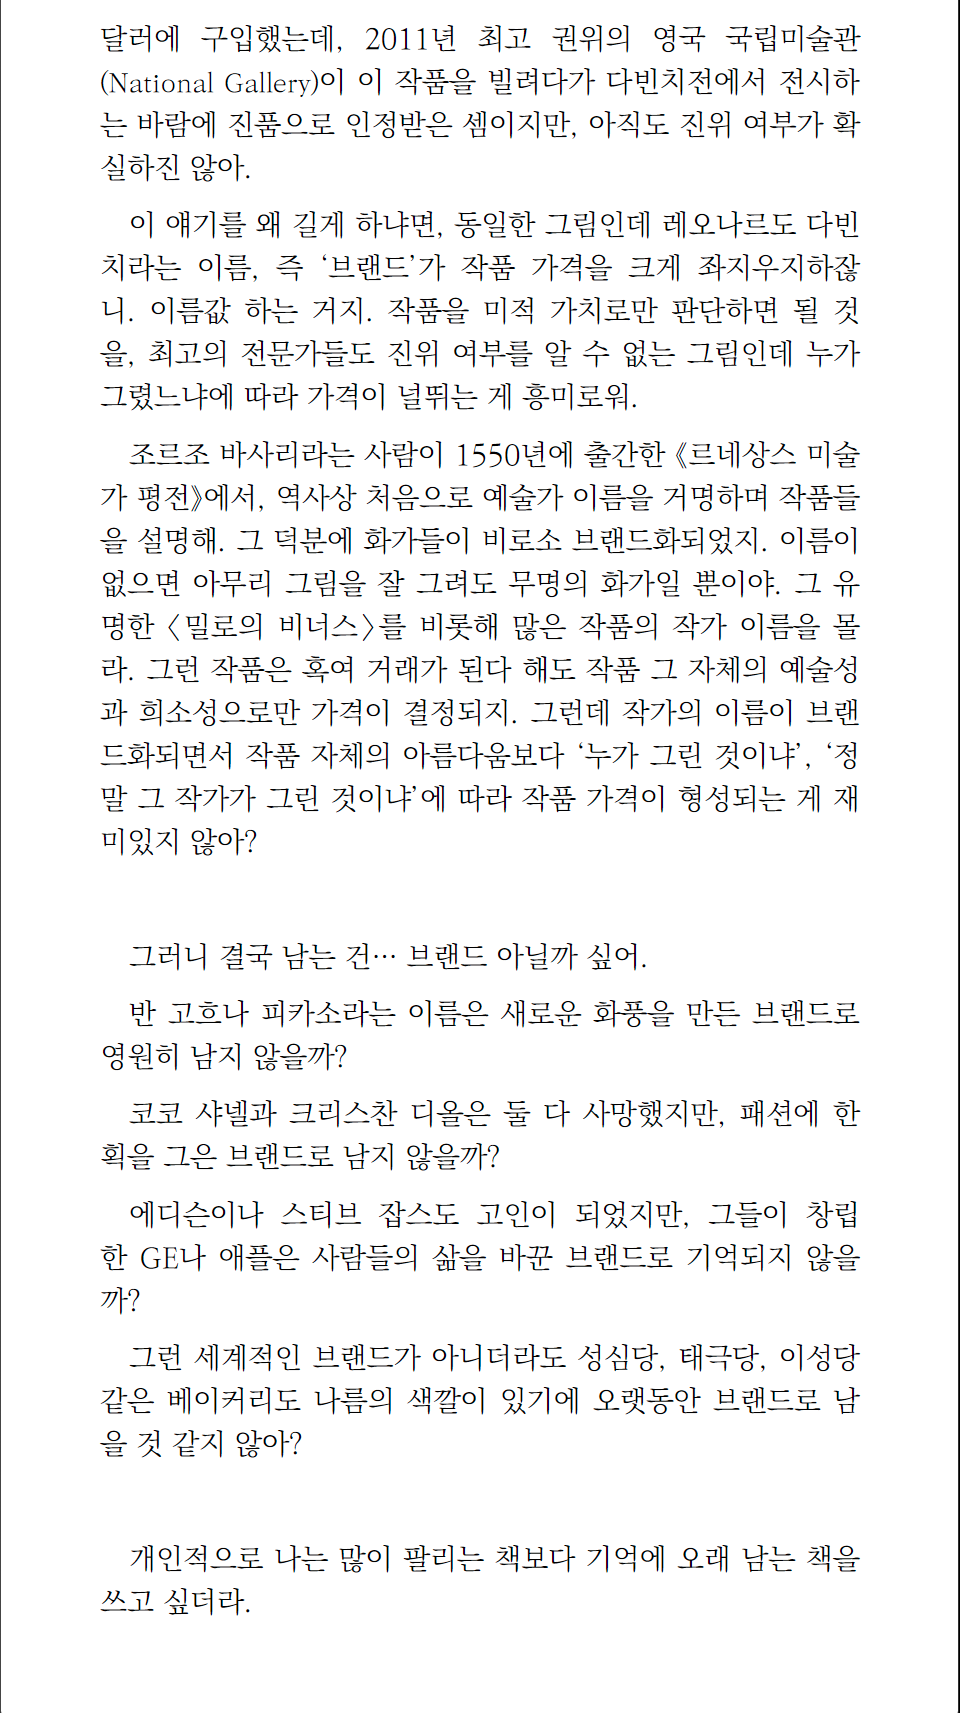 달러에 구입했는데, 2011년 최고 권위의 영국 국립미술관
(National Gallery)이 이 작품을 빌려다가 다빈치전에서 전시하
는 바람에 진품으로 인정받은 셈이지만, 아직도 진위 여부가 확
실하진 않아.
이 얘기를 왜 길게 하냐면, 동일한 그림인데 레오나르도 다빈
치라는 이름, 즉 ‘브랜드’가 작품 가격을 크게 좌지우지하잖
니. 이름값 하는 거지. 작품을 미적 가치로만 판단하면 될 것
을, 최고의 전문가들도 진위 여부를 알 수 없는 그림인데 누가
그렸느냐에 따라 가격이 널뛰는 게 흥미로워.
조르조 바사리라는 사람이 1550년에 출간한 《르네상스 미술
가 평전》에서, 역사상 처음으로 예술가 이름을 거명하며 작품들
을 설명해. 그 덕분에 화가들이 비로소 브랜드화되었지. 이름이
없으면 아무리 그림을 잘 그려도 무명의 화가일 뿐이야. 그 유
명한 〈밀로의 비너스〉를 비롯해 많은 작품의 작가 이름을 몰
라. 그런 작품은 혹여 거래가 된다 해도 작품 그 자체의 예술성
과 희소성으로만 가격이 결정되지. 그런데 작가의 이름이 브랜
드화되면서 작품 자체의 아름다움보다 ‘누가 그린 것이냐’, ‘정
말 그 작가가 그린 것이냐’에 따라 작품 가격이 형성되는 게 재
미있지 않아?
그러니 결국 남는 건… 브랜드 아닐까 싶어.
반 고흐나 피카소라는 이름은 새로운 화풍을 만든 브랜드로
영원히 남지 않을까?
코코 샤넬과 크리스찬 디올은 둘 다 사망했지만, 패션에 한
획을 그은 브랜드로 남지 않을까?
에디슨이나 스티브 잡스도 고인이 되었지만, 그들이 창립
한 GE나 애플은 사람들의 삶을 바꾼 브랜드로 기억되지 않을
까?
그런 세계적인 브랜드가 아니더라도 성심당, 태극당, 이성당
같은 베이커리도 나름의 색깔이 있기에 오랫동안 브랜드로 남
을 것 같지 않아?
개인적으로 나는 많이 팔리는 책보다 기억에 오래 남는 책을
쓰고 싶더라.